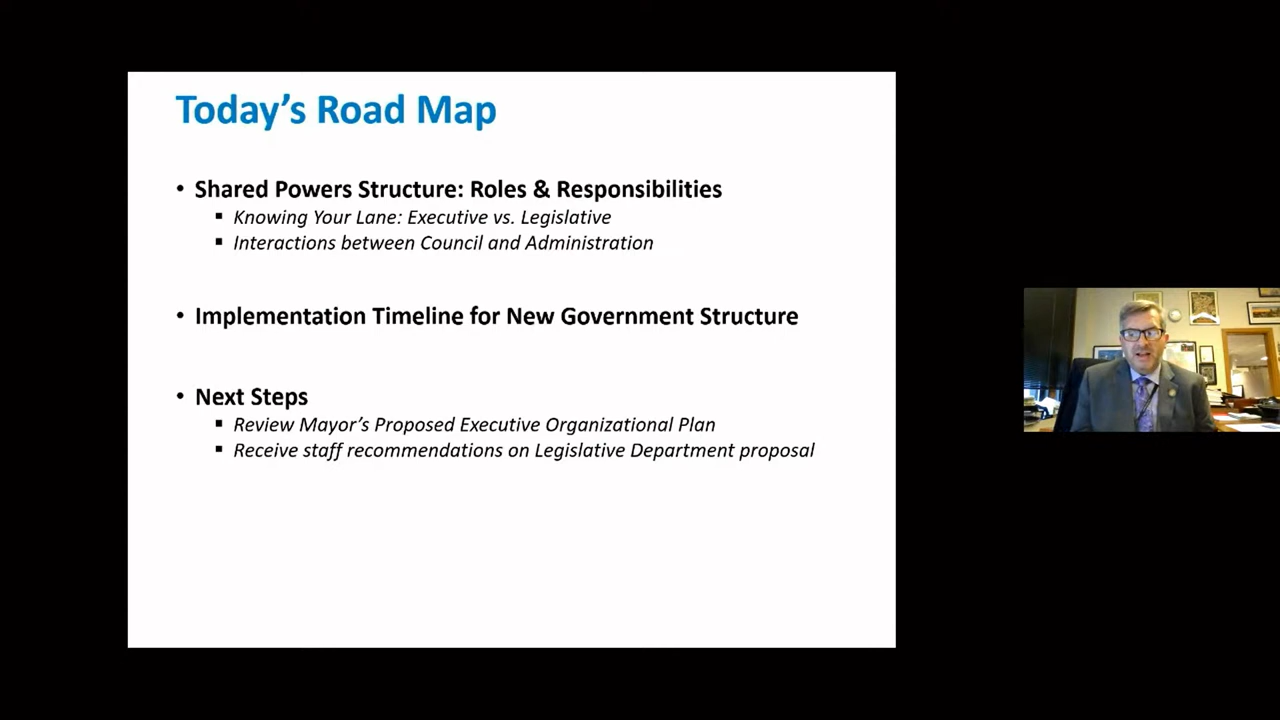 Today's Road Map
• Shared Powers Structure: Roles & Responsibilities
▪ Knowing Your Lane: Executive vs. Legislative
▪ Interactions between Council and Administration
• Implementation Timeline for New Government Structure
• Next Steps
▪ Review Mayor's Proposed Executive Organizational Plan
▪ Receive staff recommendations on Legislative Department proposal